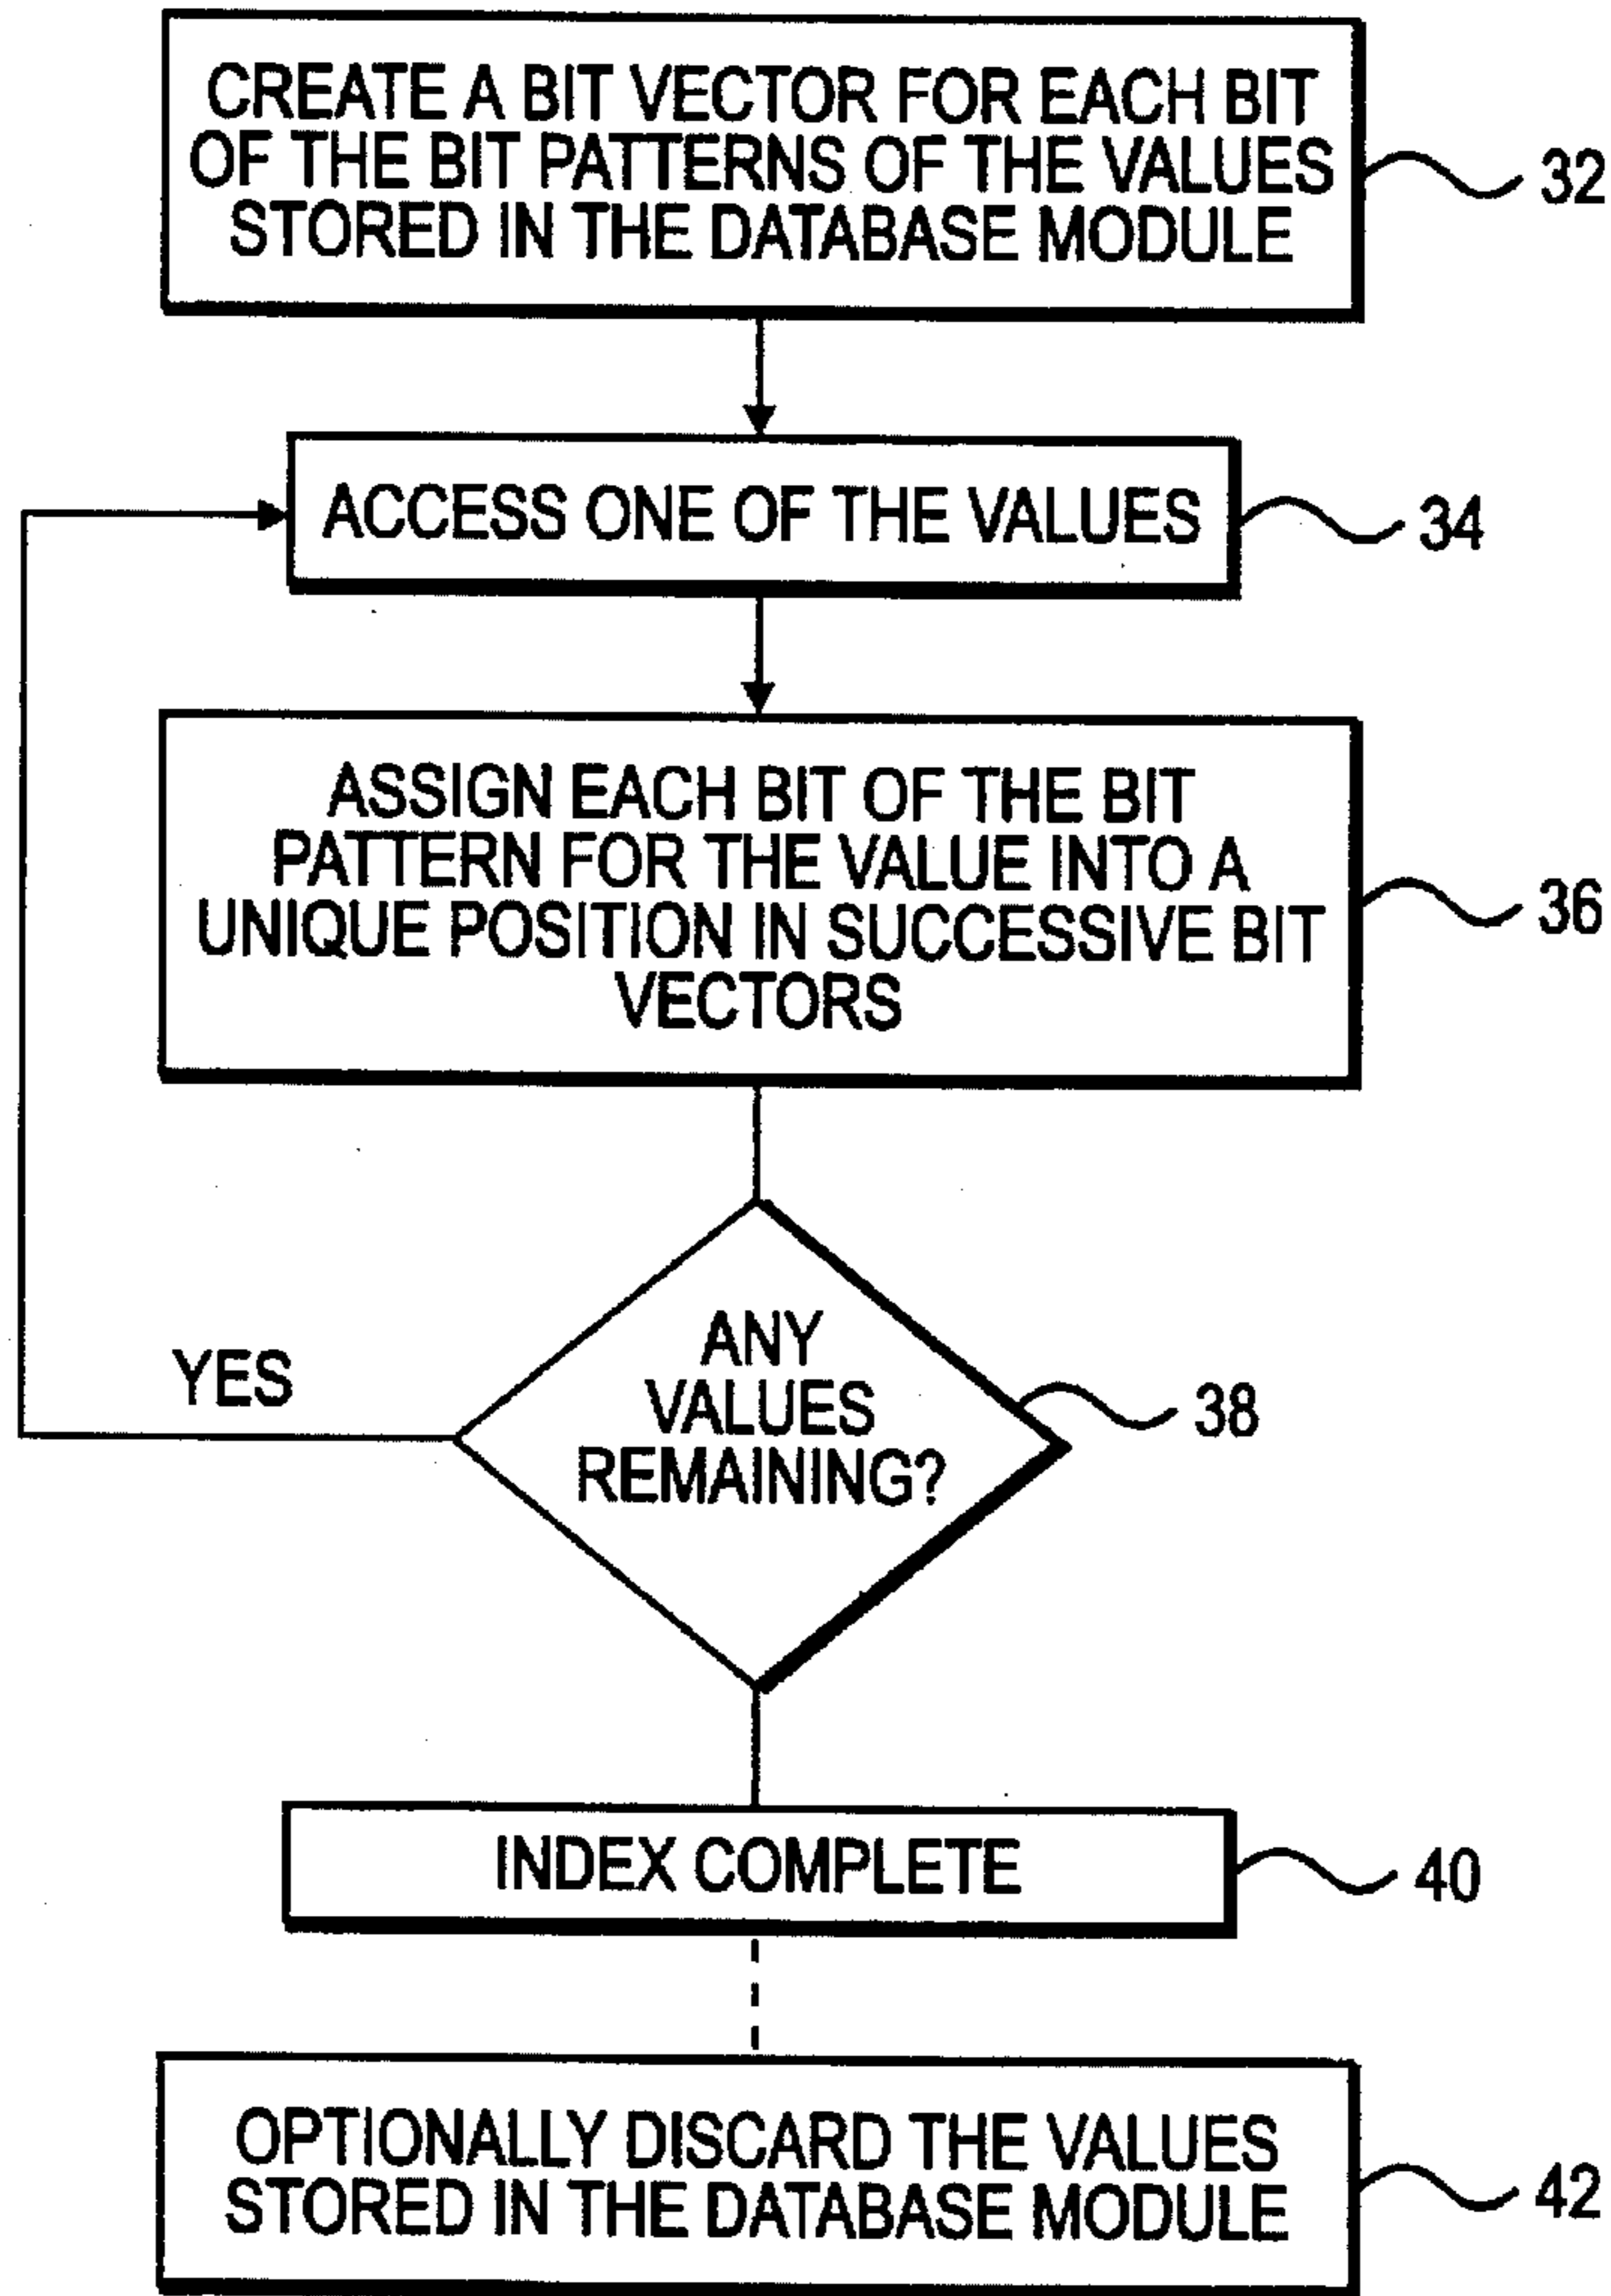 CREATE A BIT VECTOR FOR EACH BIT
OF THE BIT PATTERNS OF THE VALUES
STORED IN THE DATABASE MODULE
32
ACCESS ONE OF THE VALUES
34
ASSIGN EACH BIT OF THE BIT
PATTERN FOR THE VALUE INTO A
UNIQUE POSITION IN SUCCESSIVE BIT
VECTORS
36
ANY
VALUES
REMAINING?
YES
38
INDEX COMPLETE
40
OPTIONALLY DISCARD THE VALUES
STORED IN THE DATABASE MODULE
42